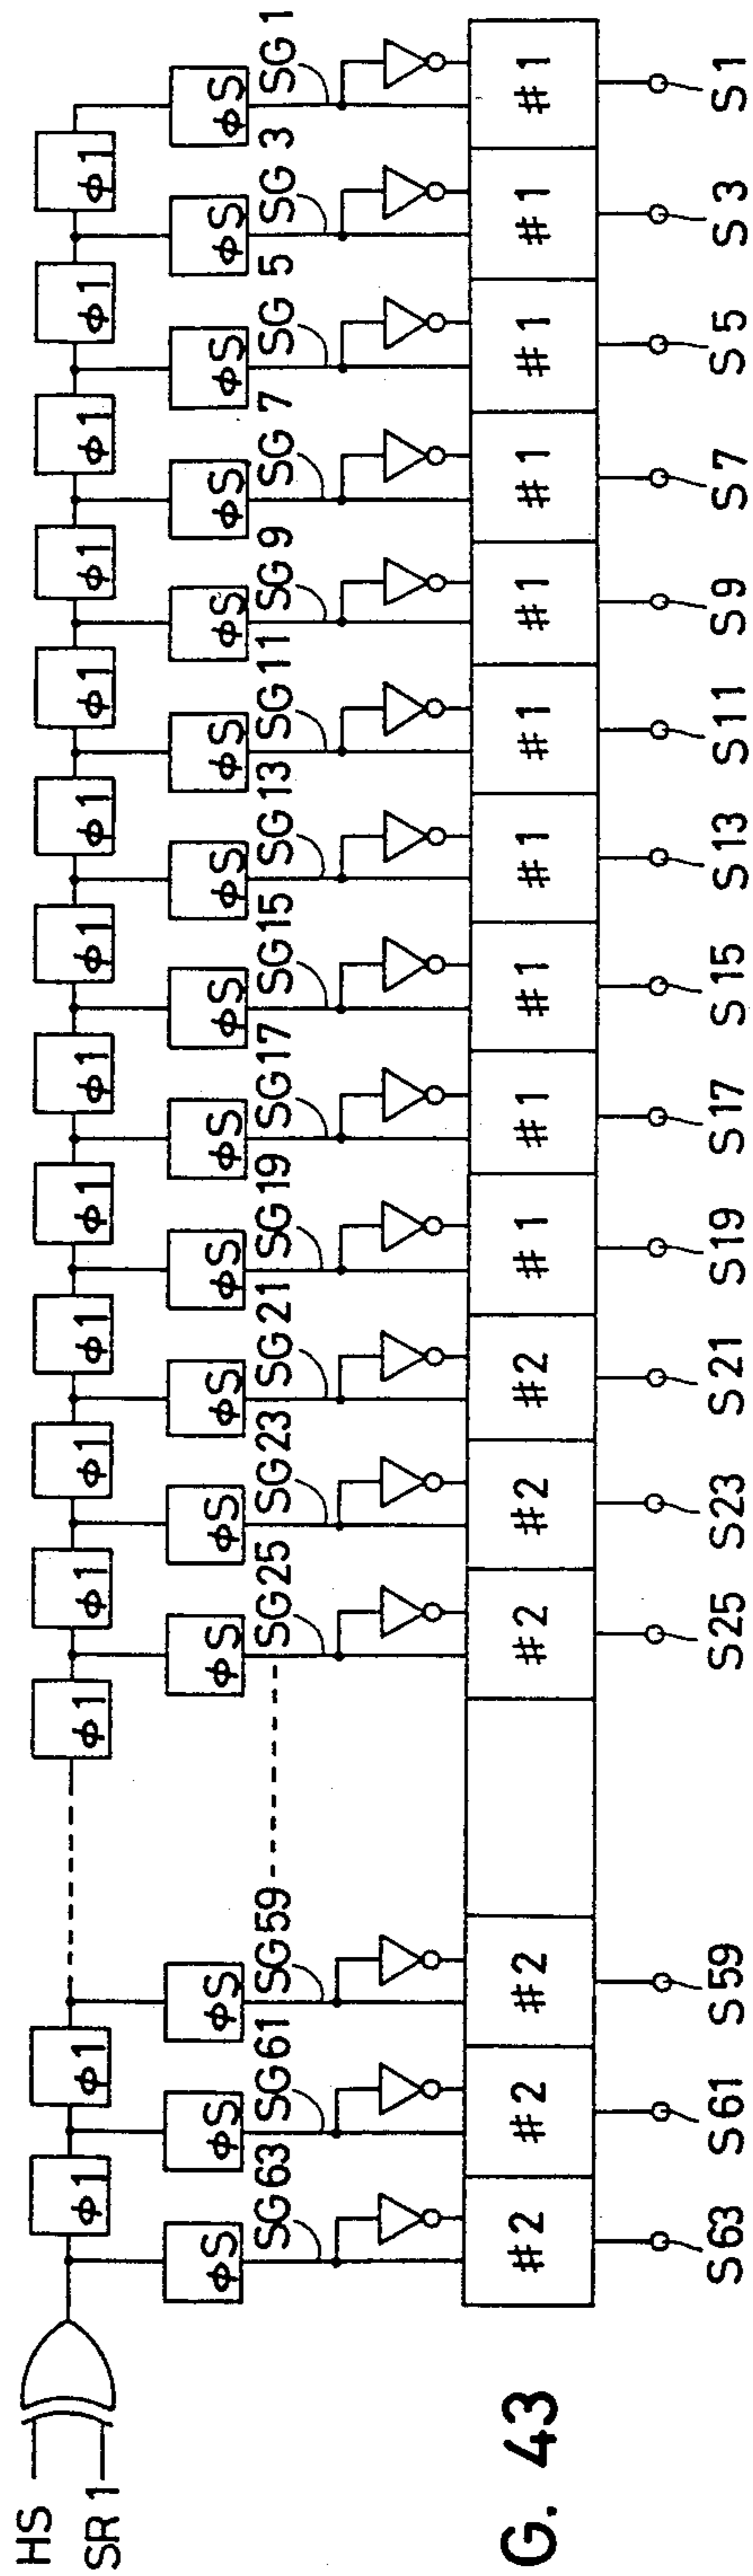 HS
φ1 φ1 φ1 φ1 φ1 φ1 φ1 φ1 φ1 φ1 φ1 φ1 φ1 φ1 φ1
SR 1
φS φS φS φS φS φS φS φS φS φS φS φS φS φS φS φS
SG63 SG61 SG59 SG25 SG23 SG21 SG19 SG17 SG15 SG13 SG11 SG9 SG7 SG5 SG3 SG1
G. 43
#2 #2 #2 #2 #2 #2 #1 #1 #1 #1 #1 #1 #1 #1 #1 #1
S63 S61 S59 S25 S23 S21 S19 S17 S15 S13 S11 S9 S7 S5 S3 S1